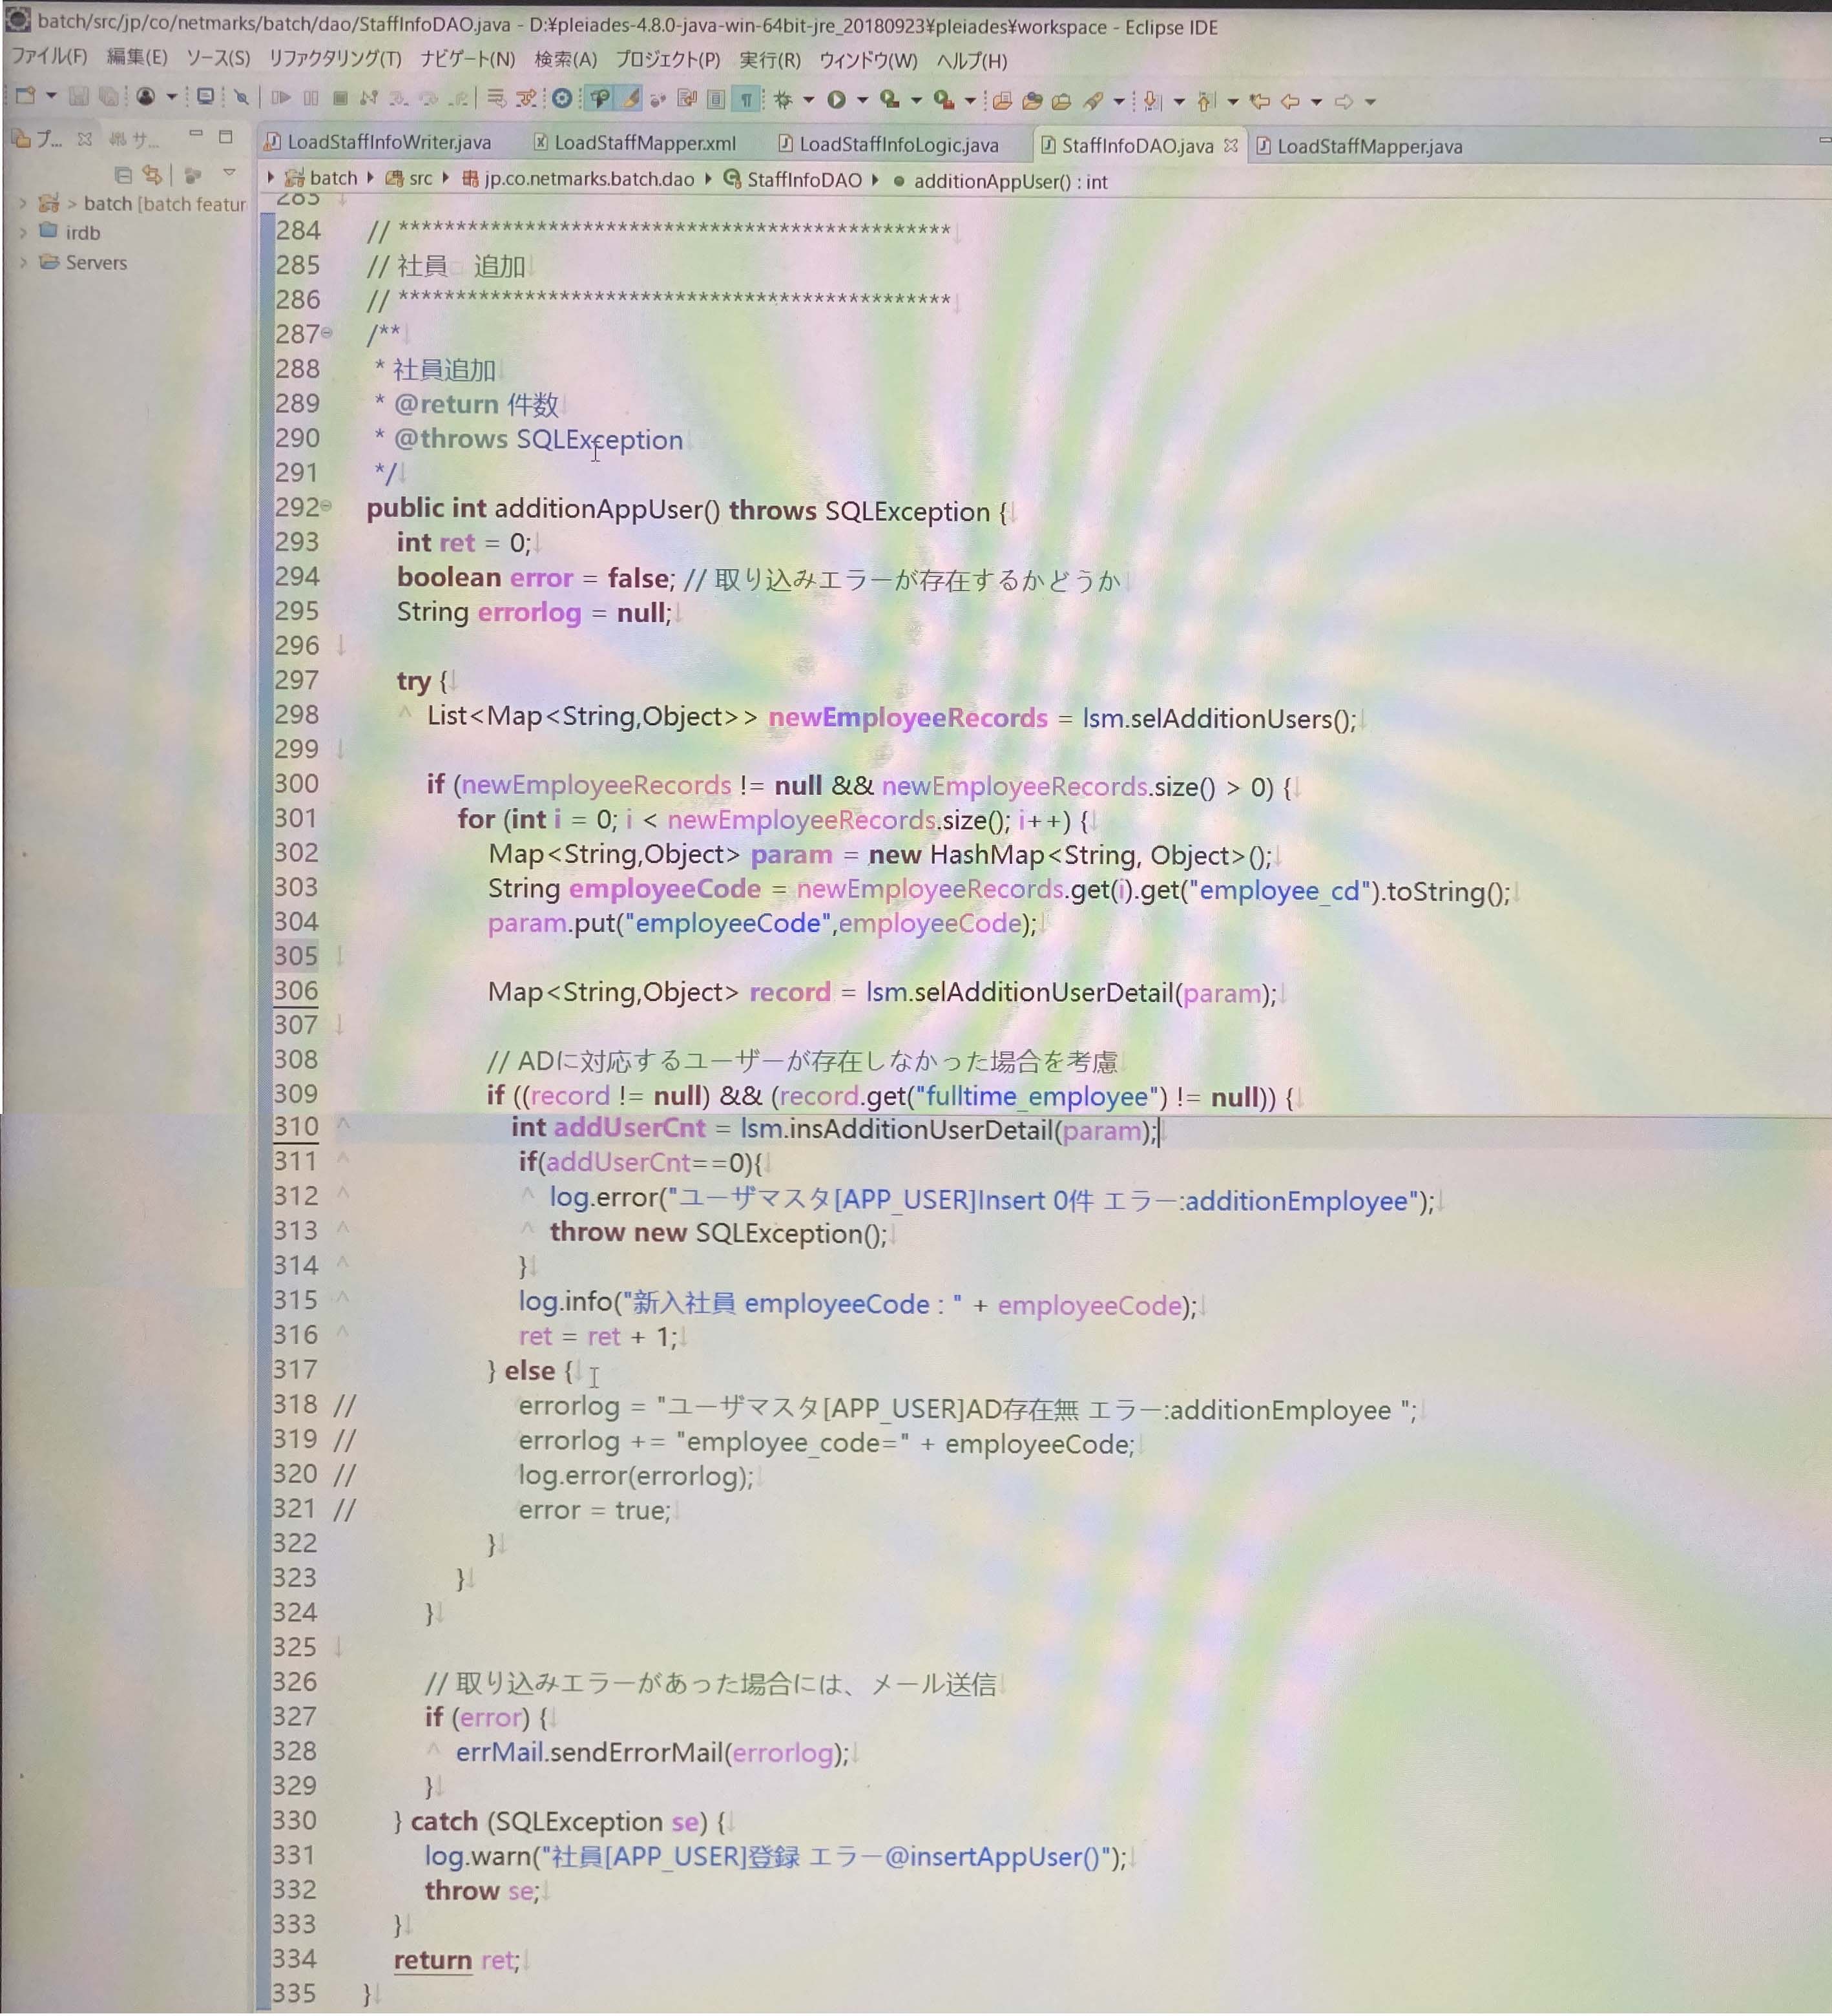 batch/src/jp/co/netmarks/batch/dao/StaffInfoDAO.java - D:¥pleiades-4.8.0-java-win-64bit-jre_20180923¥pleiades¥workspace - Eclipse IDE
ファイル(F) 編集(E) ソース(S) リファクタリング(T) ナビゲート(N) 検索(A) プロジェクト(P) 実行(R) ウィンドウ(W) ヘルプ(H)
プ... サ...
LoadStaffInfoWriter.java LoadStaffMapper.xml LoadStaffInfoLogic.java StaffInfoDAO.java LoadStaffMapper.java
batch src jp.co.netmarks.batch.dao StaffInfoDAO additionAppUser() : int
> batch [batch featur
irdb
Servers
283
284 // ************************************************
285 // 社員　追加
286 // ************************************************
287 /**
288 * 社員追加
289 * @return 件数
290 * @throws SQLException
291 */
292 public int additionAppUser() throws SQLException {
293 int ret = 0;
294 boolean error = false; // 取り込みエラーが存在するかどうか
295 String errorlog = null;
296
297 try {
298 List<Map<String,Object>> newEmployeeRecords = lsm.selAdditionUsers();
299
300 if (newEmployeeRecords != null && newEmployeeRecords.size() > 0) {
301 for (int i = 0; i < newEmployeeRecords.size(); i++) {
302 Map<String,Object> param = new HashMap<String, Object>();
303 String employeeCode = newEmployeeRecords.get(i).get("employee_cd").toString();
304 param.put("employeeCode",employeeCode);
305
306 Map<String,Object> record = lsm.selAdditionUserDetail(param);
307
308 // ADに対応するユーザーが存在しなかった場合を考慮
309 if ((record != null) && (record.get("fulltime_employee") != null)) {
310 int addUserCnt = lsm.insAdditionUserDetail(param);
311 if(addUserCnt==0){
312 log.error("ユーザマスタ[APP_USER]Insert 0件 エラー:additionEmployee");
313 throw new SQLException();
314 }
315 log.info("新入社員 employeeCode : " + employeeCode);
316 ret = ret + 1;
317 } else {
318 // errorlog = "ユーザマスタ[APP_USER]AD存在無 エラー:additionEmployee ";
319 // errorlog += "employee_code=" + employeeCode;
320 // log.error(errorlog);
321 // error = true;
322 }
323 }
324 }
325
326 // 取り込みエラーがあった場合には、メール送信
327 if (error) {
328 errMail.sendErrorMail(errorlog);
329 }
330 } catch (SQLException se) {
331 log.warn("社員[APP_USER]登録 エラー@insertAppUser()");
332 throw se;
333 }
334 return ret;
335 }